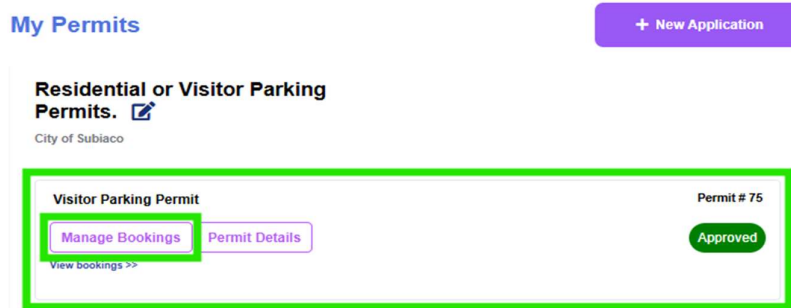 My Permits
+ New Application
Residential or Visitor Parking
Permits.
City of Subiaco
Visitor Parking Permit
Permit # 75
Manage Bookings
Permit Details
Approved
View bookings >>